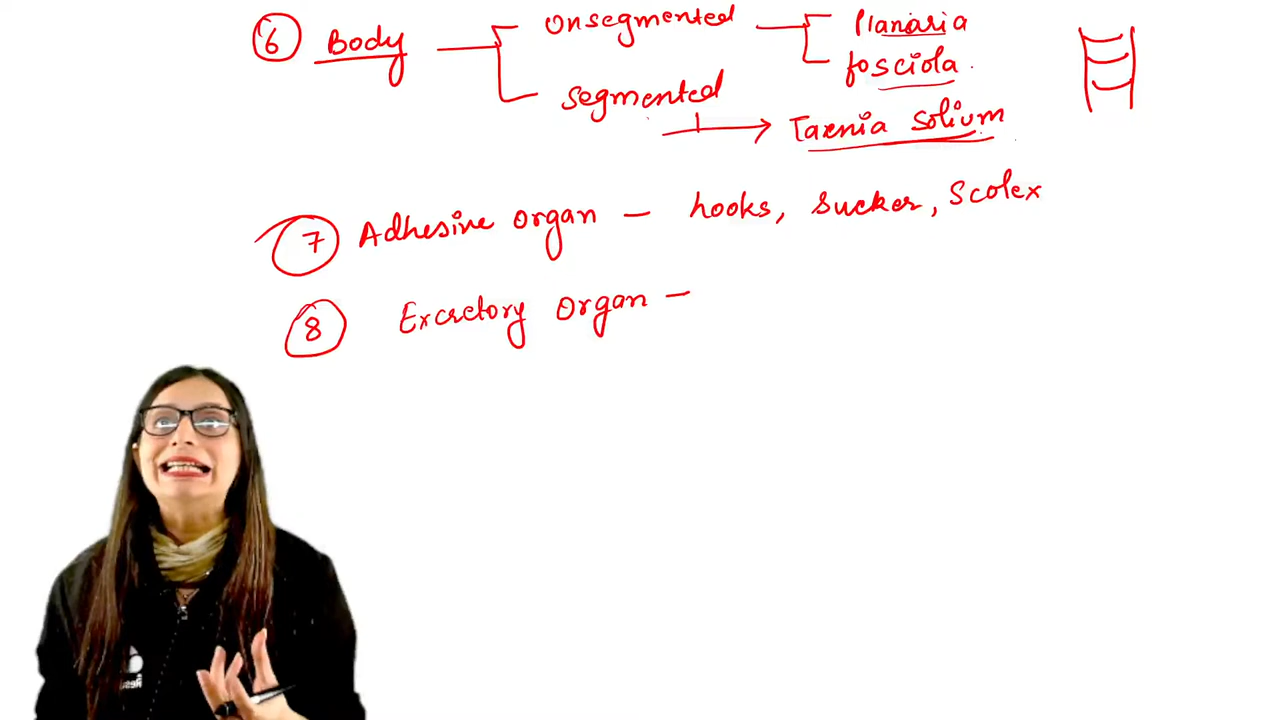 6 Body — Unsegmented — Planaria
fosciola.
segmented → Taenia Solium
7 Adhesive organ — hooks, sucker, Scolex
8 Excretory Organ —